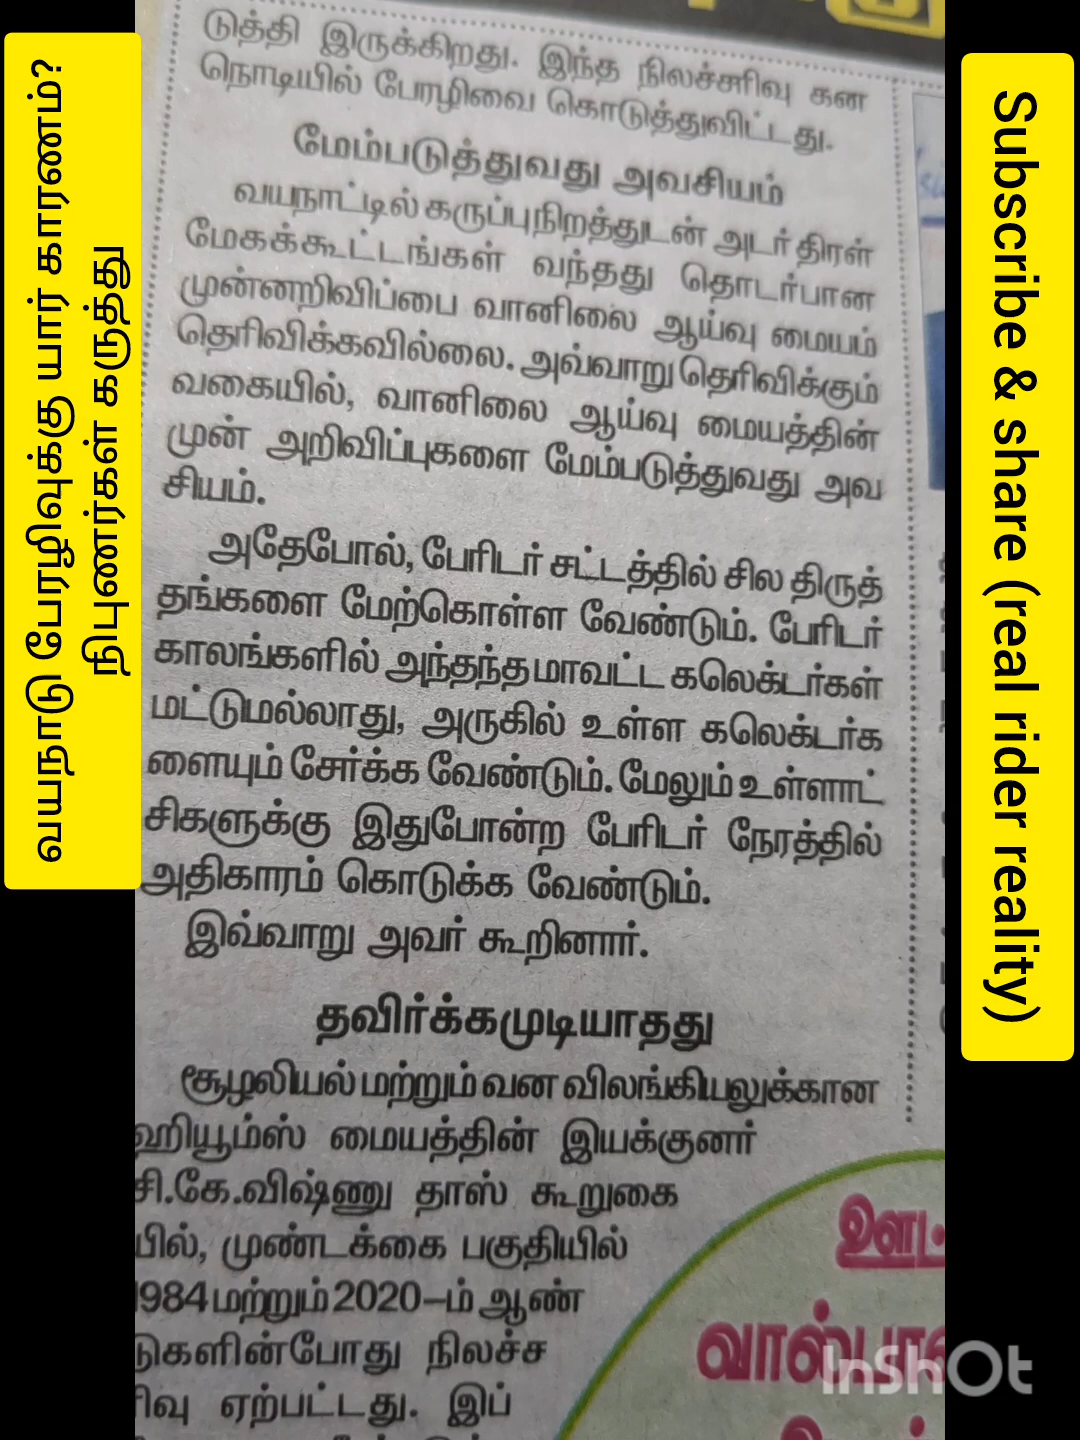 வயநாடு பேரழிவுக்கு யார் காரணம்?
நிபுணர்கள் கருத்து
டுத்தி இருக்கிறது. இந்த நிலச்சரிவு கன
நொடியில் பேரழிவை கொடுத்துவிட்டது.
மேம்படுத்துவது அவசியம்
வயநாட்டில் கருப்பு நிறத்துடன் அடர் திரள்
மேகக்கூட்டங்கள் வந்தது தொடர்பான
முன்னறிவிப்பை வானிலை ஆய்வு மையம்
தெரிவிக்கவில்லை. அவ்வாறு தெரிவிக்கும்
வகையில், வானிலை ஆய்வு மையத்தின்
முன் அறிவிப்புகளை மேம்படுத்துவது அவ
சியம்.
அதேபோல், பேரிடர் சட்டத்தில் சில திருத்
தங்களை மேற்கொள்ள வேண்டும். பேரிடர்
காலங்களில் அந்தந்த மாவட்ட கலெக்டர்கள்
மட்டுமல்லாது, அருகில் உள்ள கலெக்டர்க
ளையும் சேர்க்க வேண்டும். மேலும் உள்ளாட்
சிகளுக்கு இதுபோன்ற பேரிடர் நேரத்தில்
அதிகாரம் கொடுக்க வேண்டும்.
இவ்வாறு அவர் கூறினார்.
தவிர்க்கமுடியாதது
சூழலியல் மற்றும் வன விலங்கியலுக்கான
ஹியூம்ஸ் மையத்தின் இயக்குனர்
சி.கே.விஷ்ணு தாஸ் கூறுகை
யில், முண்டக்கை பகுதியில்
1984 மற்றும் 2020-ம் ஆண்
டுகளின்போது நிலச்ச
ரிவு ஏற்பட்டது. இப்
ஊட்
Subscribe & share (real rider reality)
InShOt